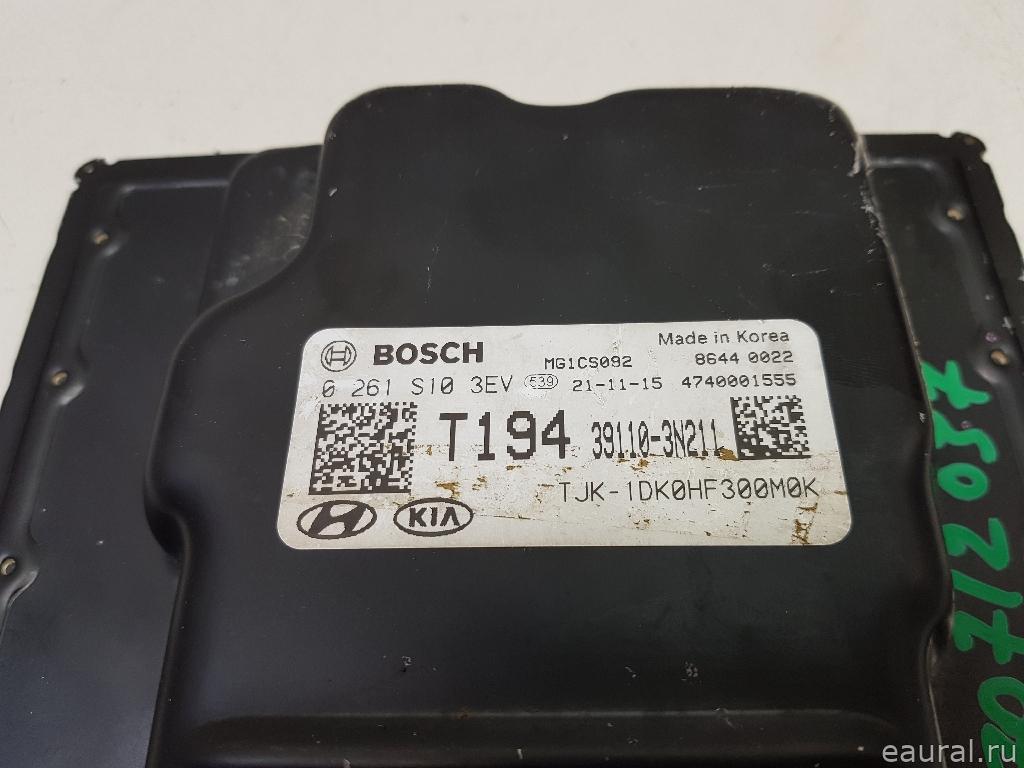 BOSCH MG1CS092 Made in Korea
8644 0022
0 261 S10 3EV 21-11-15 4740001555
T194 39110-3N211
TJK-1DK0HF300M0K
KIA
eaural.ru